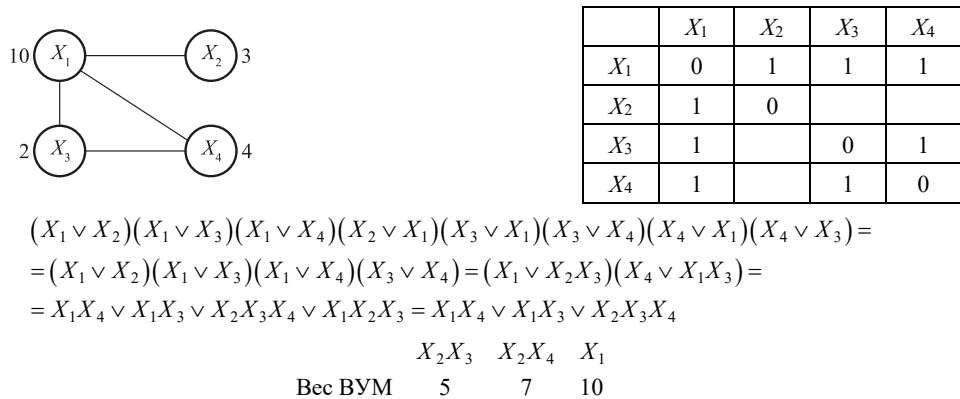 10 X₁ X₂ 3
2 X₃ X₄ 4
X₁ X₂ X₃ X₄
X₁ 0 1 1 1
X₂ 1 0
X₃ 1 0 1
X₄ 1 1 0
(X₁ ∨ X₂)(X₁ ∨ X₃)(X₁ ∨ X₄)(X₂ ∨ X₁)(X₃ ∨ X₁)(X₃ ∨ X₄)(X₄ ∨ X₁)(X₄ ∨ X₃) =
= (X₁ ∨ X₂)(X₁ ∨ X₃)(X₁ ∨ X₄)(X₃ ∨ X₄) = (X₁ ∨ X₂X₃)(X₄ ∨ X₁X₃) =
= X₁X₄ ∨ X₁X₃ ∨ X₂X₃X₄ ∨ X₁X₂X₃ = X₁X₄ ∨ X₁X₃ ∨ X₂X₃X₄
X₂X₃ X₂X₄ X₁
Вес ВУМ 5 7 10